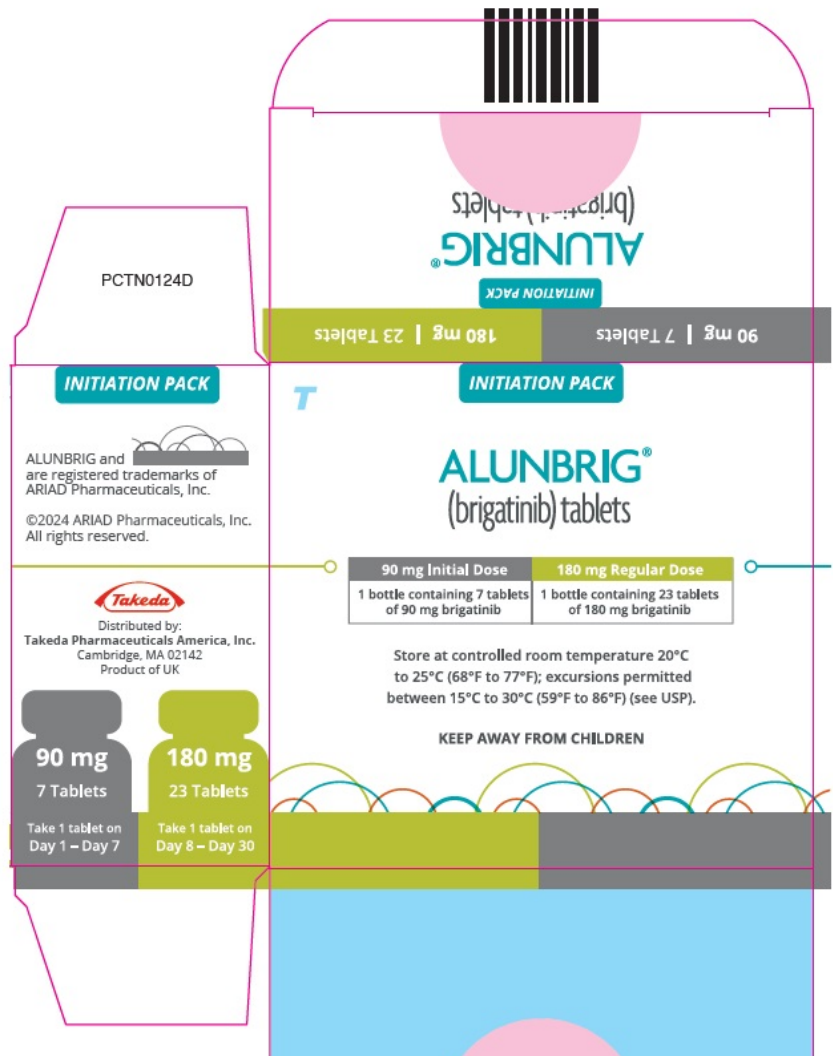 (brigatinib) tablets
ALUNBRIG®
INITIATION PACK
180 mg | 23 Tablets
90 mg | 7 Tablets
PCTN0124D
INITIATION PACK
ALUNBRIG and
are registered trademarks of
ARIAD Pharmaceuticals, Inc.
©2024 ARIAD Pharmaceuticals, Inc.
All rights reserved.
Takeda
Distributed by:
Takeda Pharmaceuticals America, Inc.
Cambridge, MA 02142
Product of UK
90 mg
7 Tablets
Take 1 tablet on
Day 1 – Day 7
180 mg
23 Tablets
Take 1 tablet on
Day 8 – Day 30
T
INITIATION PACK
ALUNBRIG®
(brigatinib) tablets
90 mg Initial Dose
1 bottle containing 7 tablets
of 90 mg brigatinib
180 mg Regular Dose
1 bottle containing 23 tablets
of 180 mg brigatinib
Store at controlled room temperature 20°C
to 25°C (68°F to 77°F); excursions permitted
between 15°C to 30°C (59°F to 86°F) (see USP).
KEEP AWAY FROM CHILDREN